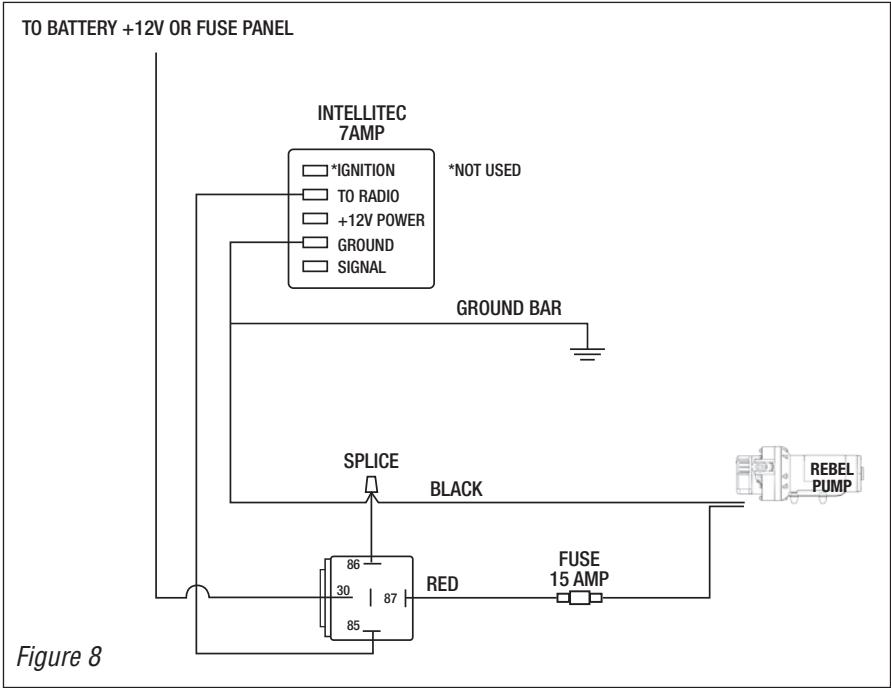 TO BATTERY +12V OR FUSE PANEL
INTELLITEC
7AMP
*IGNITION
*NOT USED
TO RADIO
+12V POWER
GROUND
SIGNAL
GROUND BAR
SPLICE
BLACK
REBEL
PUMP
86
30
87
85
RED
FUSE
15 AMP
Figure 8